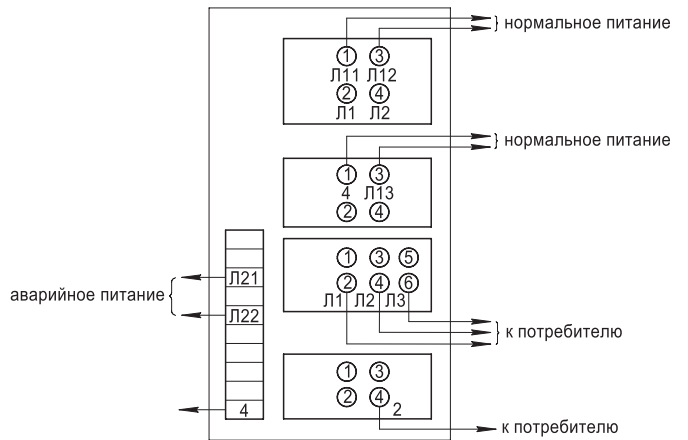 нормальное питание
1 3
Л11 Л12
2 4
Л1 Л2
нормальное питание
1 3
4 Л13
2 4
1 3 5
Л21
2 4 6
аварийное питание
Л1 Л2 Л3
Л22
к потребителю
1 3
2 4
4
2
к потребителю